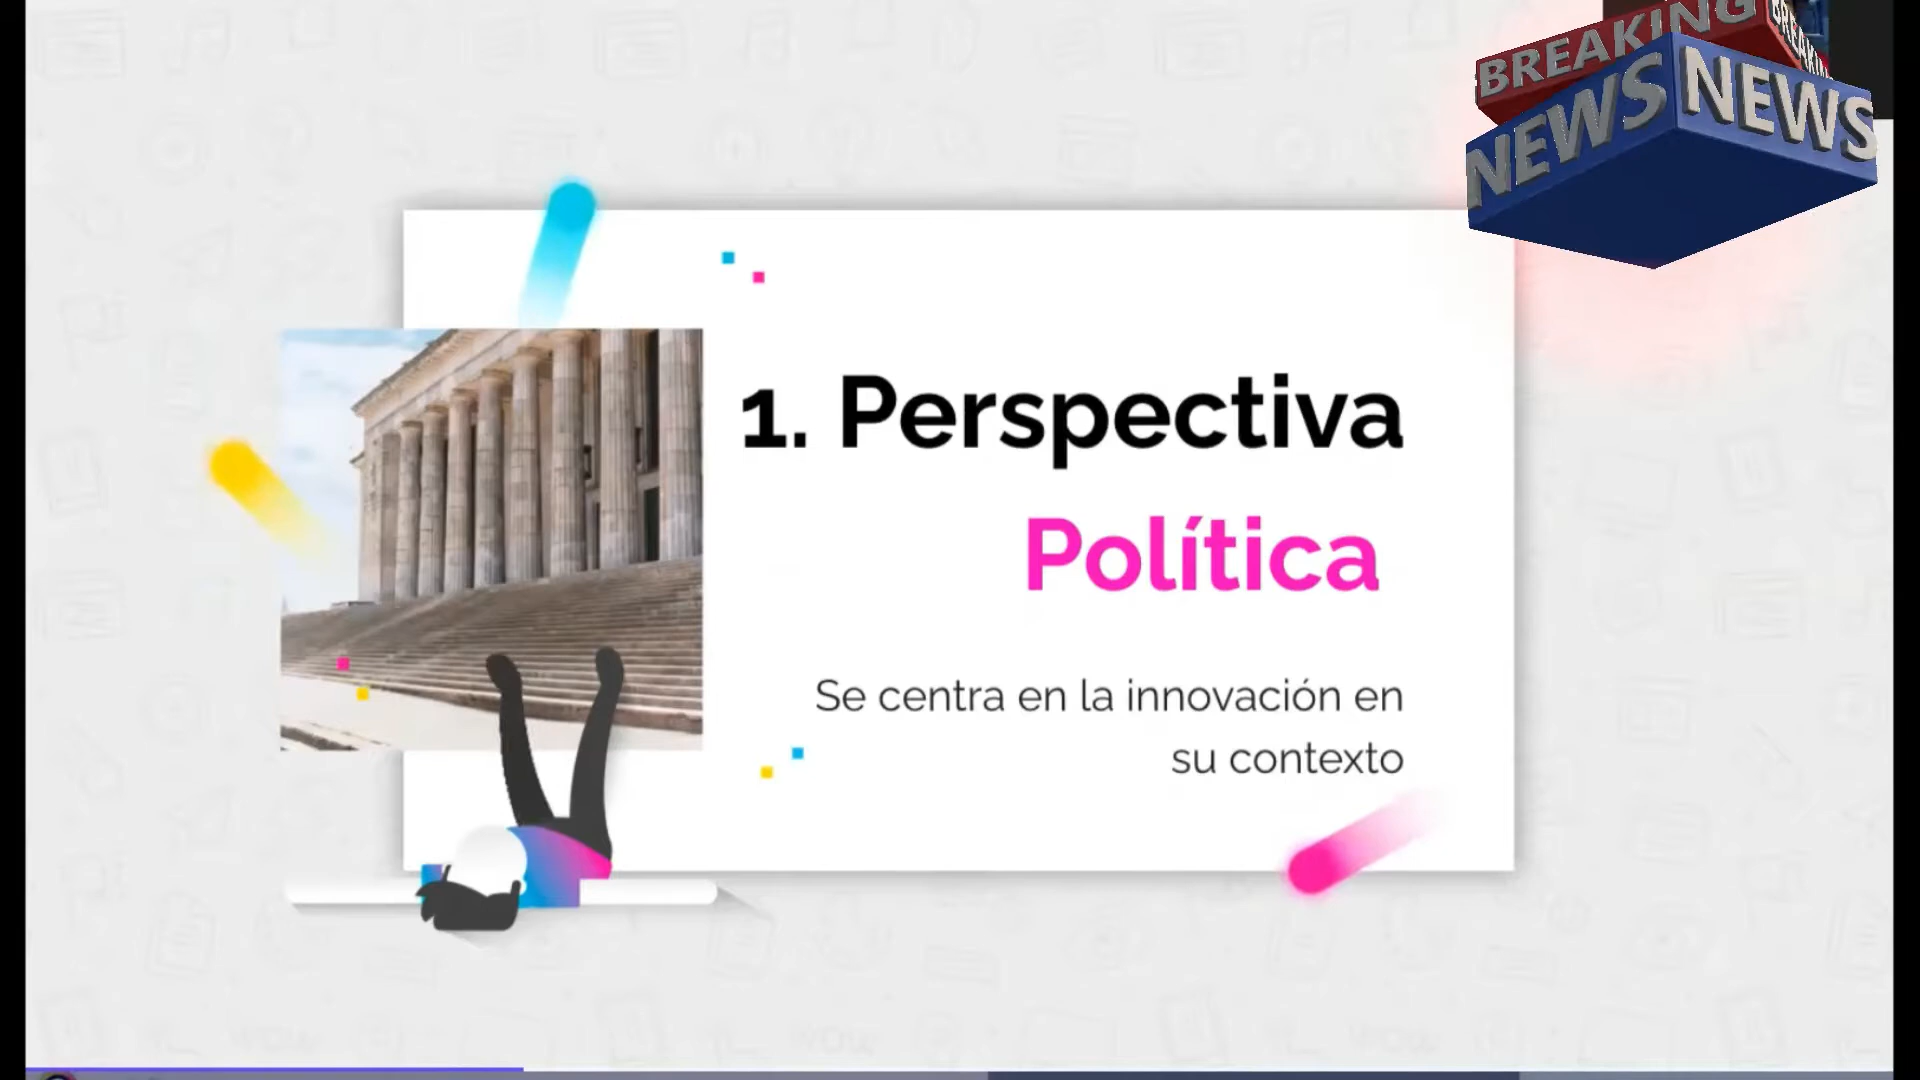 BREAKING
NEWS NEWS
1. Perspectiva
Política
Se centra en la innovación en
su contexto